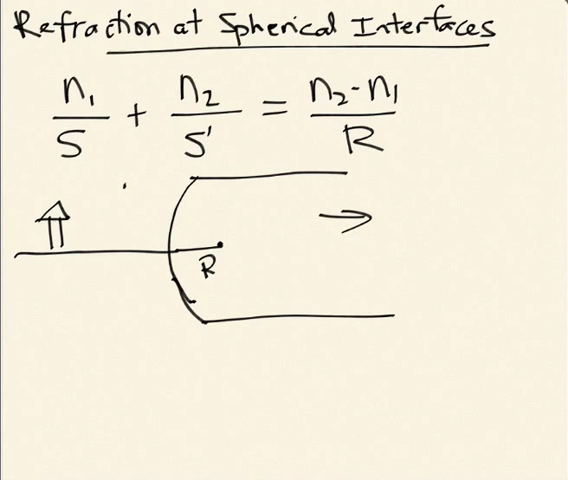 Refraction at Spherical Interfaces
n₁/S + n₂/S' = n₂-n₁/R
R